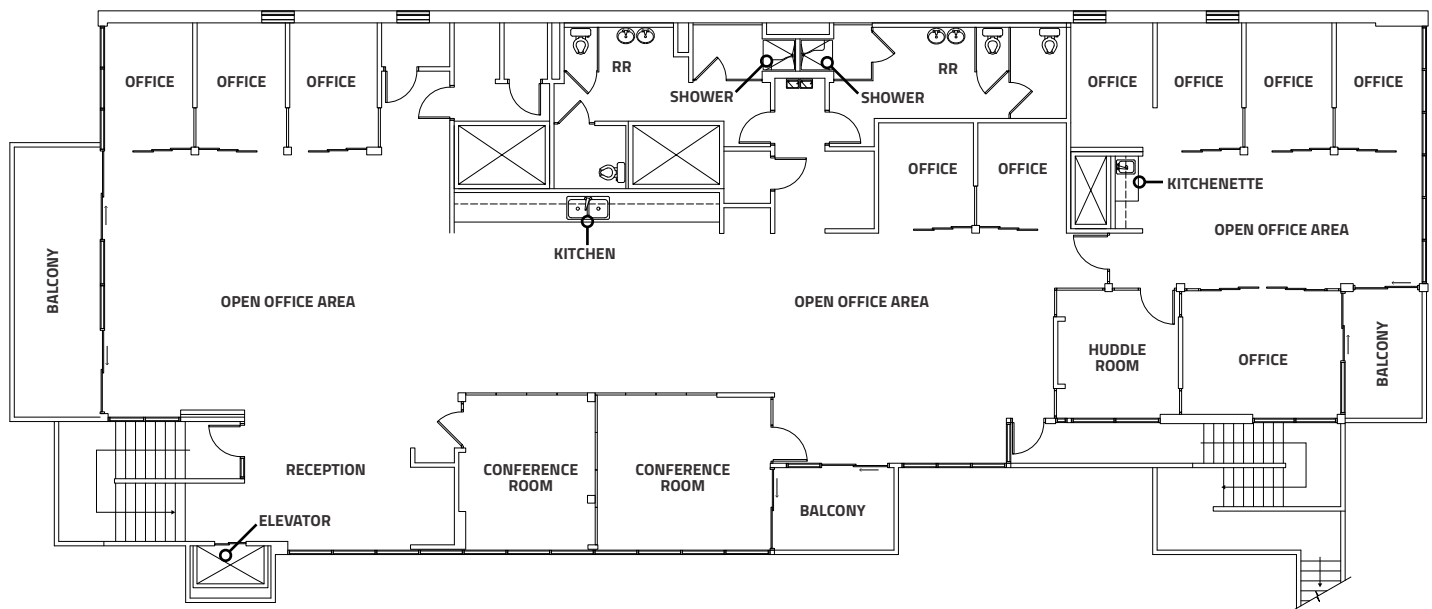 OFFICE
OFFICE
OFFICE
RR
SHOWER
SHOWER
RR
OFFICE
OFFICE
OFFICE
OFFICE
OFFICE
OFFICE
KITCHENETTE
OPEN OFFICE AREA
KITCHEN
BALCONY
OPEN OFFICE AREA
OPEN OFFICE AREA
HUDDLE
ROOM
OFFICE
BALCONY
RECEPTION
CONFERENCE
ROOM
CONFERENCE
ROOM
BALCONY
ELEVATOR